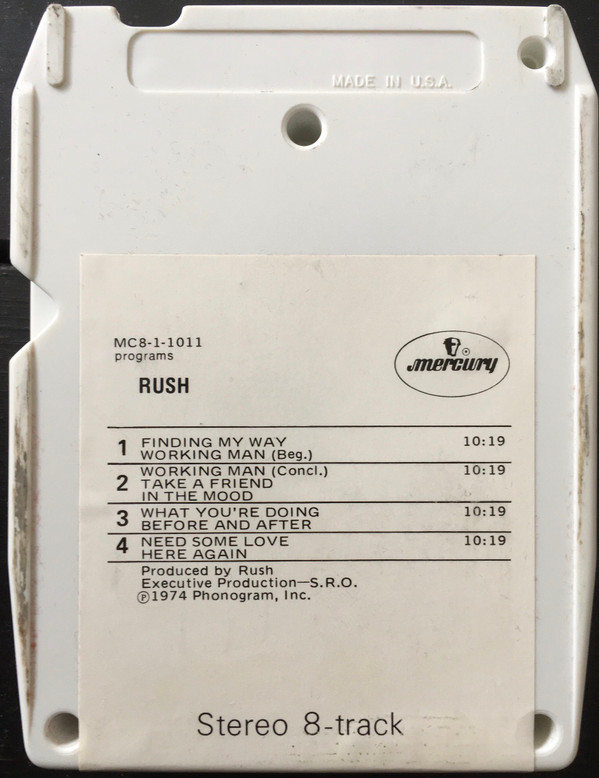 MADE IN U.S.A.
MC8-1-1011
programs
mercury
RUSH
1 FINDING MY WAY 10:19
WORKING MAN (Beg.)
2 WORKING MAN (Concl.) 10:19
TAKE A FRIEND
IN THE MOOD
3 WHAT YOU'RE DOING 10:19
BEFORE AND AFTER
4 NEED SOME LOVE 10:19
HERE AGAIN
Produced by Rush
Executive Production—S.R.O.
℗1974 Phonogram, Inc.
Stereo 8-track